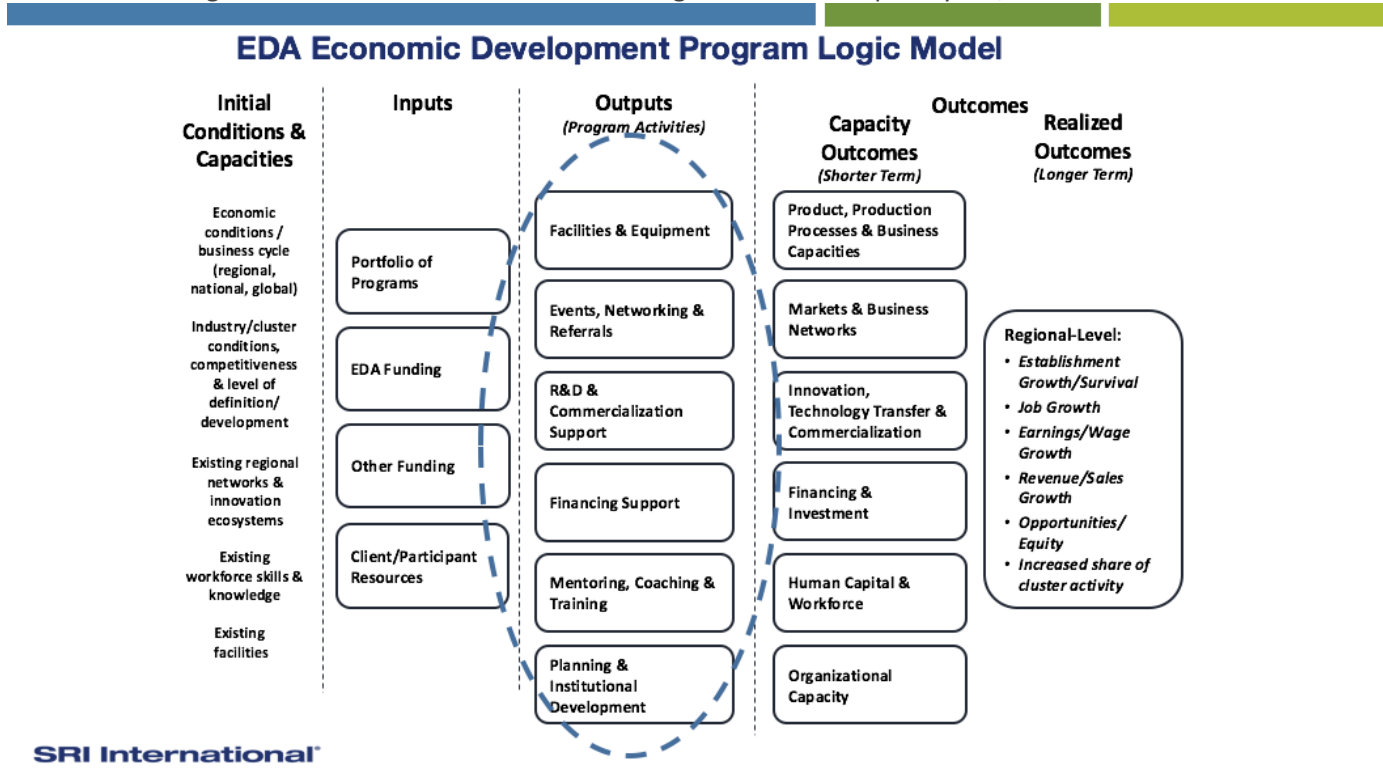 EDA Economic Development Program Logic Model
Initial
Conditions &
Capacities
Economic
conditions /
business cycle
(regional,
national, global)
Industry/cluster
conditions,
competitiveness
& level of
definition/
development
Existing regional
networks &
innovation
ecosystems
Existing
workforce skills &
knowledge
Existing
facilities
Inputs
Portfolio of
Programs
EDA Funding
Other Funding
Client/Participant
Resources
Outputs
(Program Activities)
Facilities & Equipment
Events, Networking &
Referrals
R&D &
Commercialization
Support
Financing Support
Mentoring, Coaching &
Training
Planning &
Institutional
Development
Outcomes
Capacity
Outcomes
(Shorter Term)
Product, Production
Processes & Business
Capacities
Markets & Business
Networks
Innovation,
Technology Transfer &
Commercialization
Financing &
Investment
Human Capital &
Workforce
Organizational
Capacity
Realized
Outcomes
(Longer Term)
Regional-Level:
• Establishment
Growth/Survival
• Job Growth
• Earnings/Wage
Growth
• Revenue/Sales
Growth
• Opportunities/
Equity
• Increased share of
cluster activity
SRI International